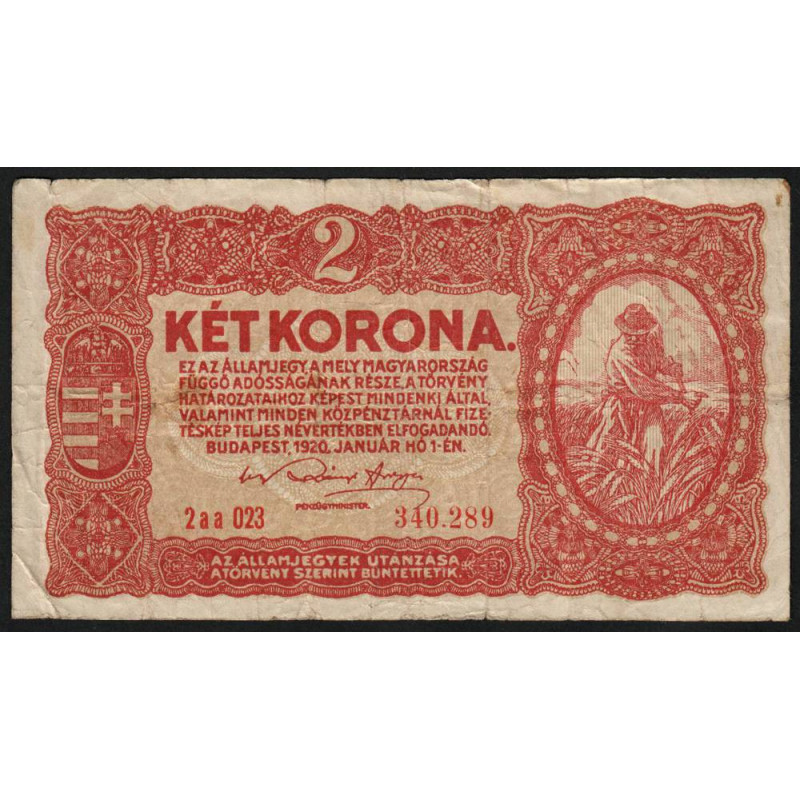 2
KÉT KORONA.
EZ AZ ÁLLAMJEGY, A MELY MAGYARORSZÁG
FÜGGŐ ADÓSSÁGÁNAK RÉSZE, A TÖRVÉNY
HATÁROZATAIHOZ KÉPEST MINDENKI ÁLTAL,
VALAMINT MINDEN KÖZPÉNZTÁRNÁL FIZE-
TÉSKÉP TELJES NÉVÉRTÉKBEN ELFOGADANDÓ.
BUDAPEST, 1920. JANUÁR HÓ 1-ÉN.
PÉNZÜGYMINISTER.
2aa 023 340.289
AZ ÁLLAMJEGYEK UTÁNZÁSA
A TÖRVÉNY SZERINT BÜNTETTETIK.